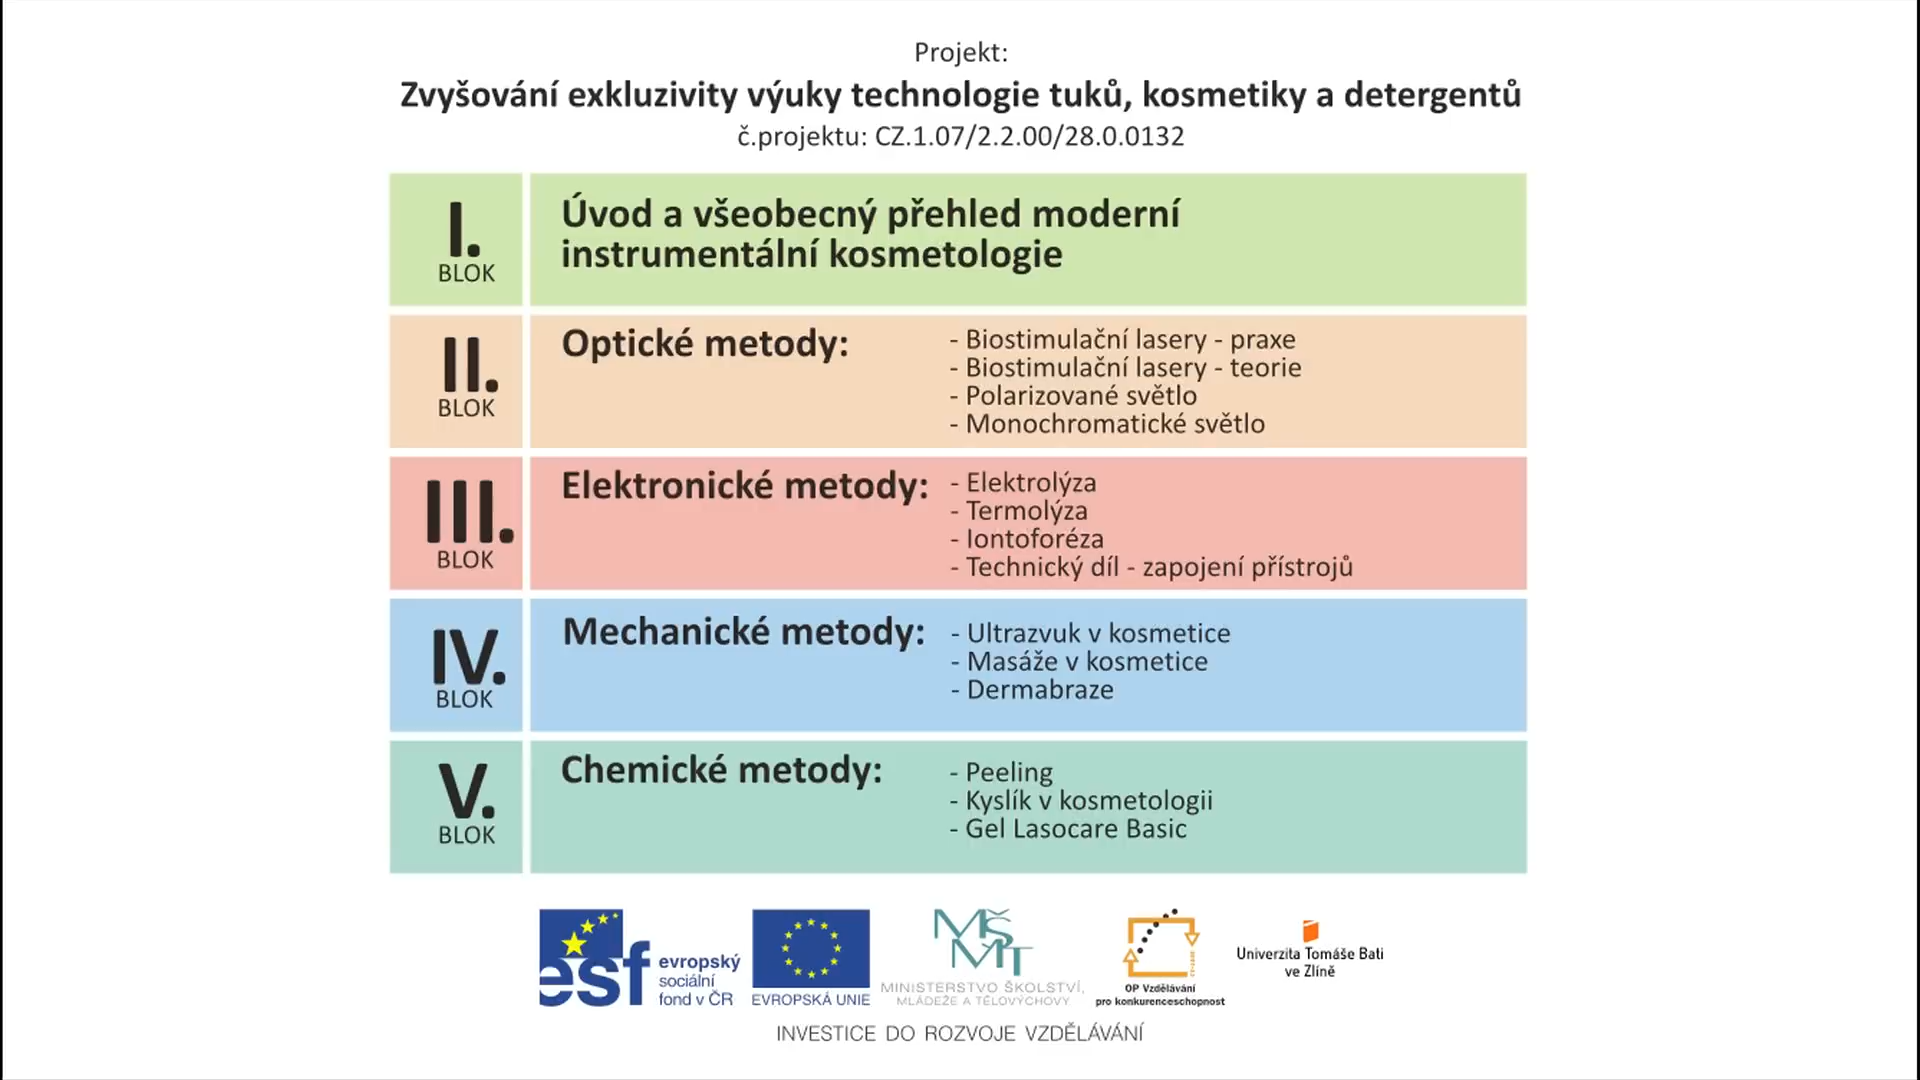 Projekt:
Zvyšování exkluzivity výuky technologie tuků, kosmetiky a detergentů
č.projektu: CZ.1.07/2.2.00/28.0.0132
I.
BLOK
Úvod a všeobecný přehled moderní
instrumentální kosmetologie
II.
BLOK
Optické metody:
- Biostimulační lasery - praxe
- Biostimulační lasery - teorie
- Polarizované světlo
- Monochromatické světlo
III.
BLOK
Elektronické metody:
- Elektrolýza
- Termolýza
- Iontoforéza
- Technický díl - zapojení přístrojů
IV.
BLOK
Mechanické metody:
- Ultrazvuk v kosmetice
- Masáže v kosmetice
- Dermabraze
V.
BLOK
Chemické metody:
- Peeling
- Kyslík v kosmetologii
- Gel Lasocare Basic
esf
evropský
sociální
fond v ČR
EVROPSKÁ UNIE
MŠMT
MINISTERSTVO ŠKOLSTVÍ,
MLÁDEŽE A TĚLOVÝCHOVY
OP Vzdělávání
pro konkurenceschopnost
Univerzita Tomáše Bati
ve Zlíně
INVESTICE DO ROZVOJE VZDĚLÁVÁNÍ